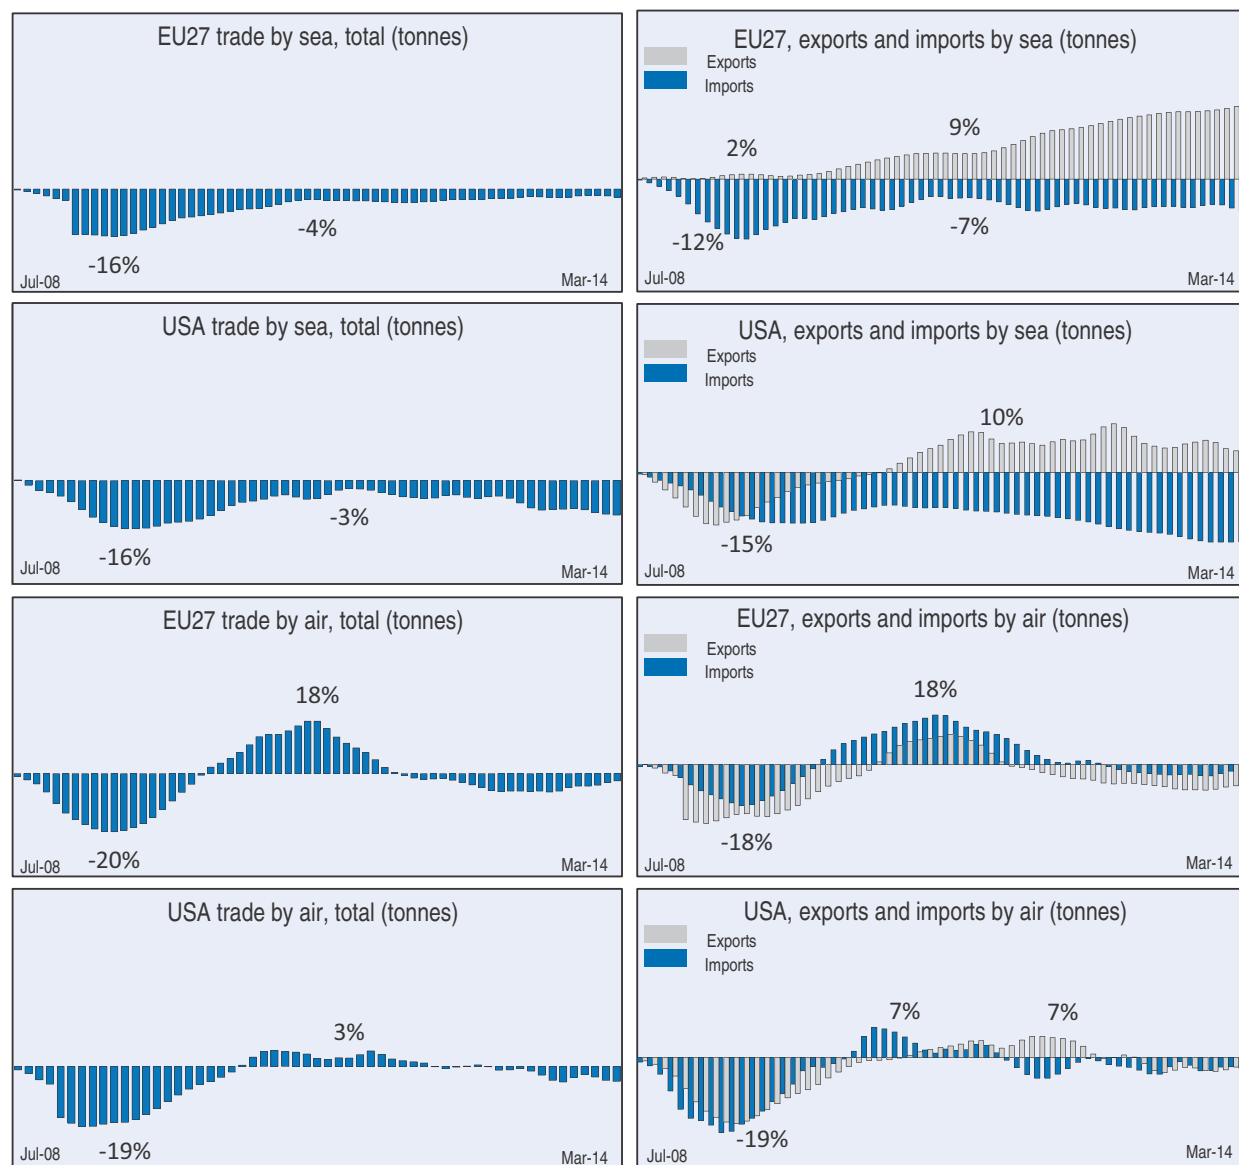 EU27 trade by sea, total (tonnes)
-4%
-16%
Jul-08
Mar-14
EU27, exports and imports by sea (tonnes)
Exports
Imports
9%
2%
-7%
-12%
Jul-08
Mar-14
USA trade by sea, total (tonnes)
-3%
-16%
Jul-08
Mar-14
USA, exports and imports by sea (tonnes)
Exports
Imports
10%
-15%
Jul-08
Mar-14
EU27 trade by air, total (tonnes)
18%
-20%
Jul-08
Mar-14
EU27, exports and imports by air (tonnes)
Exports
Imports
18%
-18%
Jul-08
Mar-14
USA trade by air, total (tonnes)
3%
-19%
Jul-08
Mar-14
USA, exports and imports by air (tonnes)
Exports
Imports
7%
7%
-19%
Jul-08
Mar-14